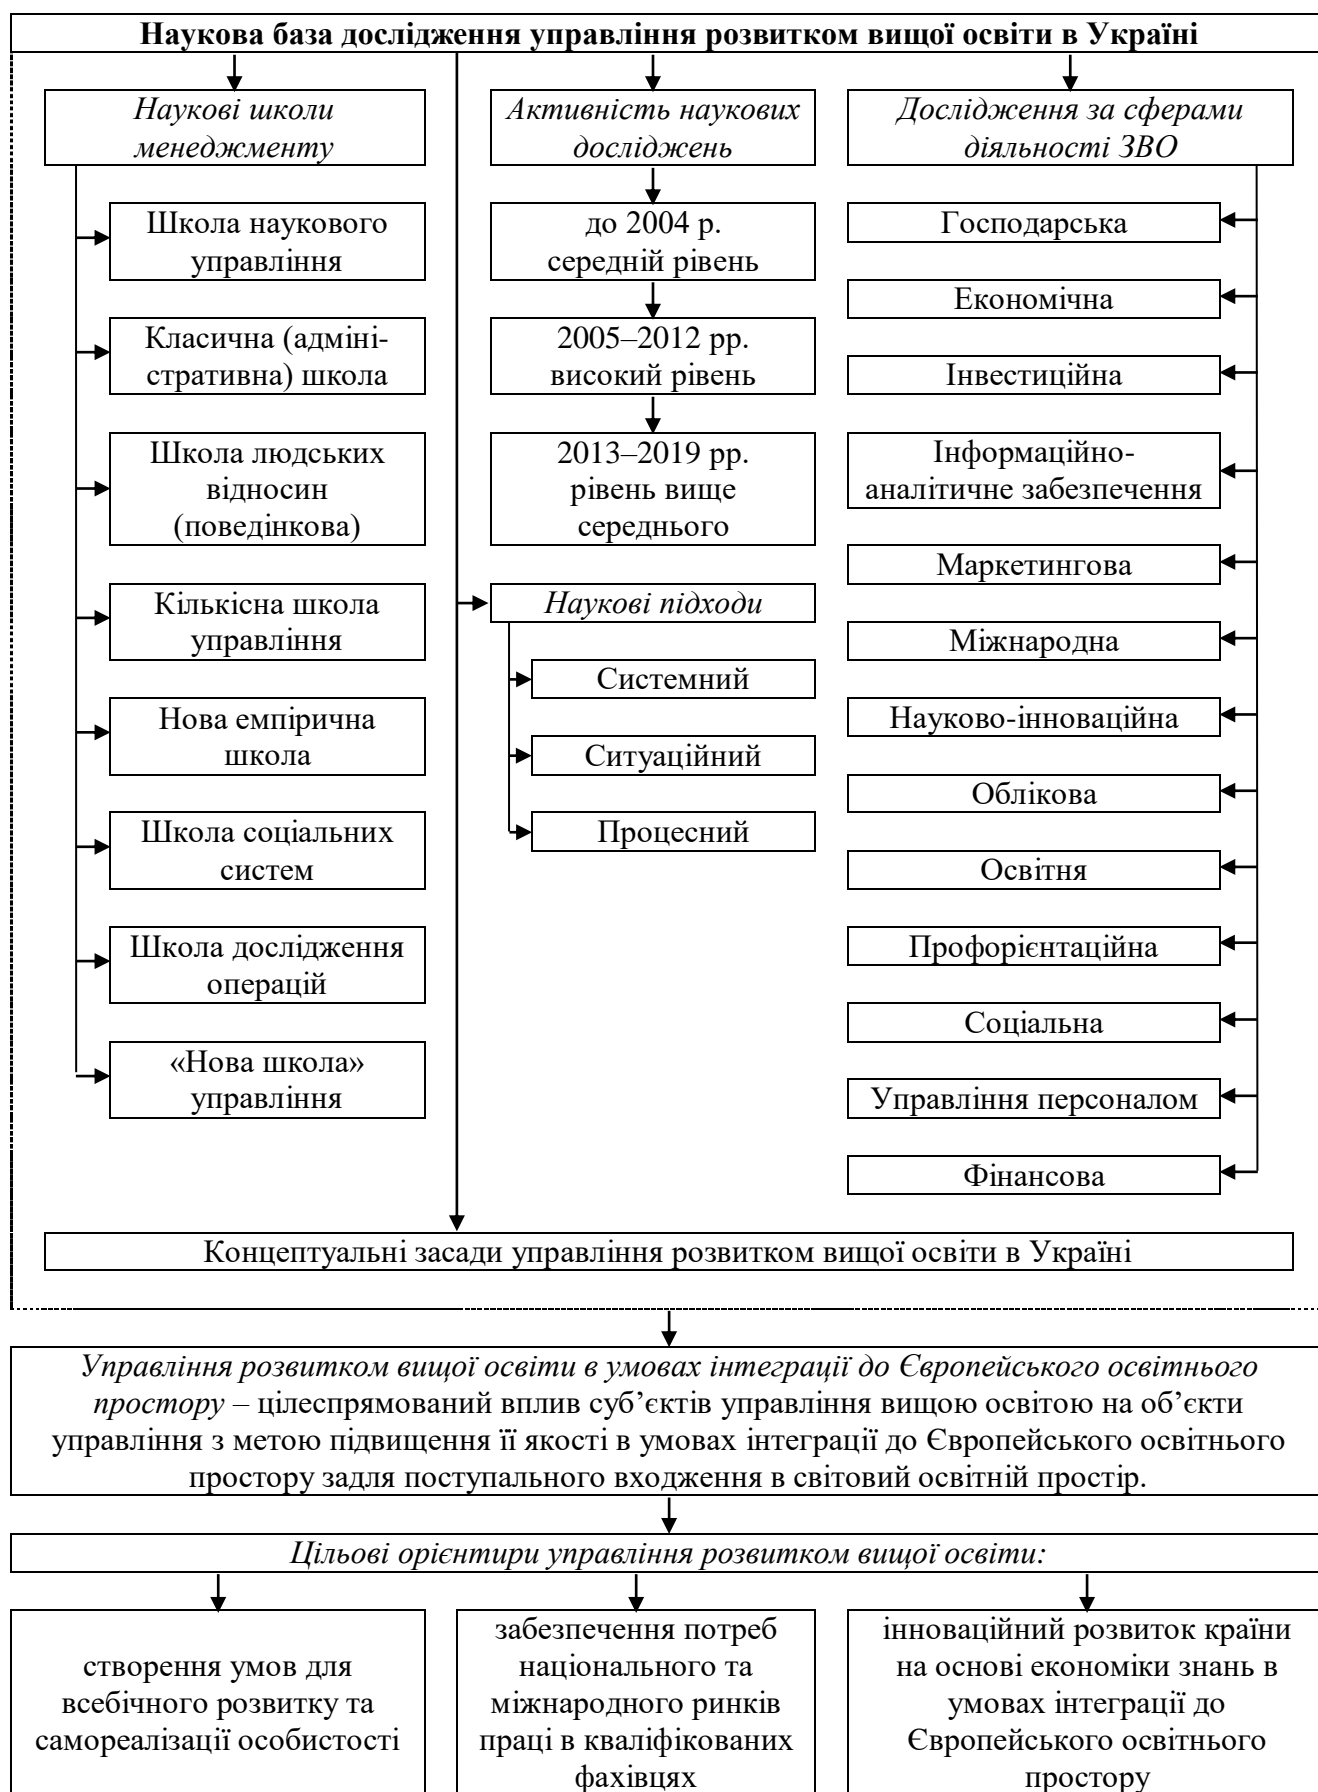 Наукова база дослідження управління розвитком вищої освіти в Україні
Наукові школи
менеджменту
Школа наукового
управління
Класична (адміні-
стративна) школа
Школа людських
відносин
(поведінкова)
Кількісна школа
управління
Нова емпірична
школа
Школа соціальних
систем
Школа дослідження
операцій
«Нова школа»
управління
Активність наукових
досліджень
до 2004 р.
середній рівень
2005–2012 рр.
високий рівень
2013–2019 рр.
рівень вище
середнього
Наукові підходи
Системний
Ситуаційний
Процесний
Дослідження за сферами
діяльності ЗВО
Господарська
Економічна
Інвестиційна
Інформаційно-
аналітичне забезпечення
Маркетингова
Міжнародна
Науково-інноваційна
Облікова
Освітня
Профорієнтаційна
Соціальна
Управління персоналом
Фінансова
Концептуальні засади управління розвитком вищої освіти в Україні
Управління розвитком вищої освіти в умовах інтеграції до Європейського освітнього
простору – цілеспрямований вплив суб’єктів управління вищою освітою на об’єкти
управління з метою підвищення її якості в умовах інтеграції до Європейського освітнього
простору задля поступального входження в світовий освітній простір.
Цільові орієнтири управління розвитком вищої освіти:
створення умов для
всебічного розвитку та
самореалізації особистості
забезпечення потреб
національного та
міжнародного ринків
праці в кваліфікованих
фахівцях
інноваційний розвиток країни
на основі економіки знань в
умовах інтеграції до
Європейського освітнього
простору